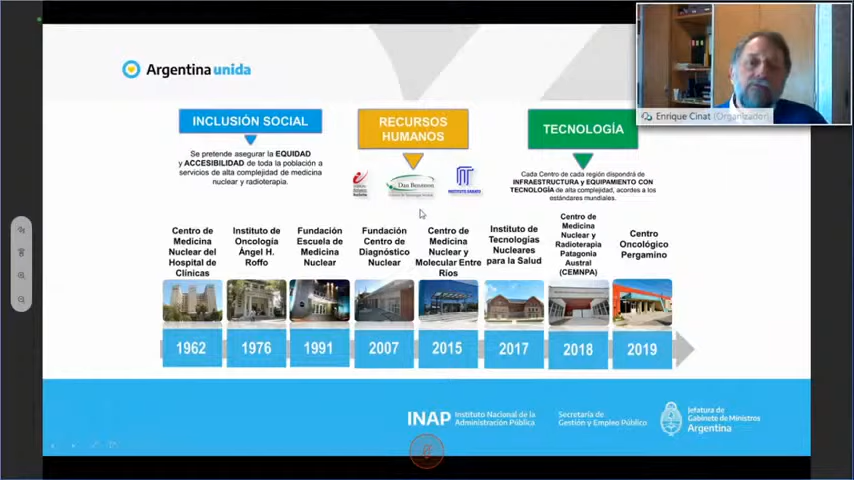 Argentina unida
Enrique Cinat (Organizador)
INCLUSIÓN SOCIAL
Se pretende asegurar la EQUIDAD
y ACCESIBILIDAD de toda la población a
servicios de alta complejidad de medicina
nuclear y radioterapia.
RECURSOS
HUMANOS
Dan Beninson
INSTITUTO SABATO
TECNOLOGÍA
Cada Centro de cada región dispondrá de
INFRAESTRUCTURA y EQUIPAMIENTO CON
TECNOLOGÍA de alta complejidad, acordes a los
estándares mundiales.
Centro de
Medicina
Nuclear del
Hospital de
Clínicas
Instituto de
Oncología
Ángel H.
Roffo
Fundación
Escuela de
Medicina
Nuclear
Fundación
Centro de
Diagnóstico
Nuclear
Centro de
Medicina
Nuclear y
Molecular Entre
Ríos
Instituto de
Tecnologías
Nucleares
para la Salud
Centro de
Medicina
Nuclear y
Radioterapia
Patagonia
Austral
(CEMNPA)
Centro
Oncológico
Pergamino
1962
1976
1991
2007
2015
2017
2018
2019
INAP
Instituto Nacional de la
Administración Pública
Secretaría de
Gestión y Empleo Público
Jefatura de
Gabinete de Ministros
Argentina